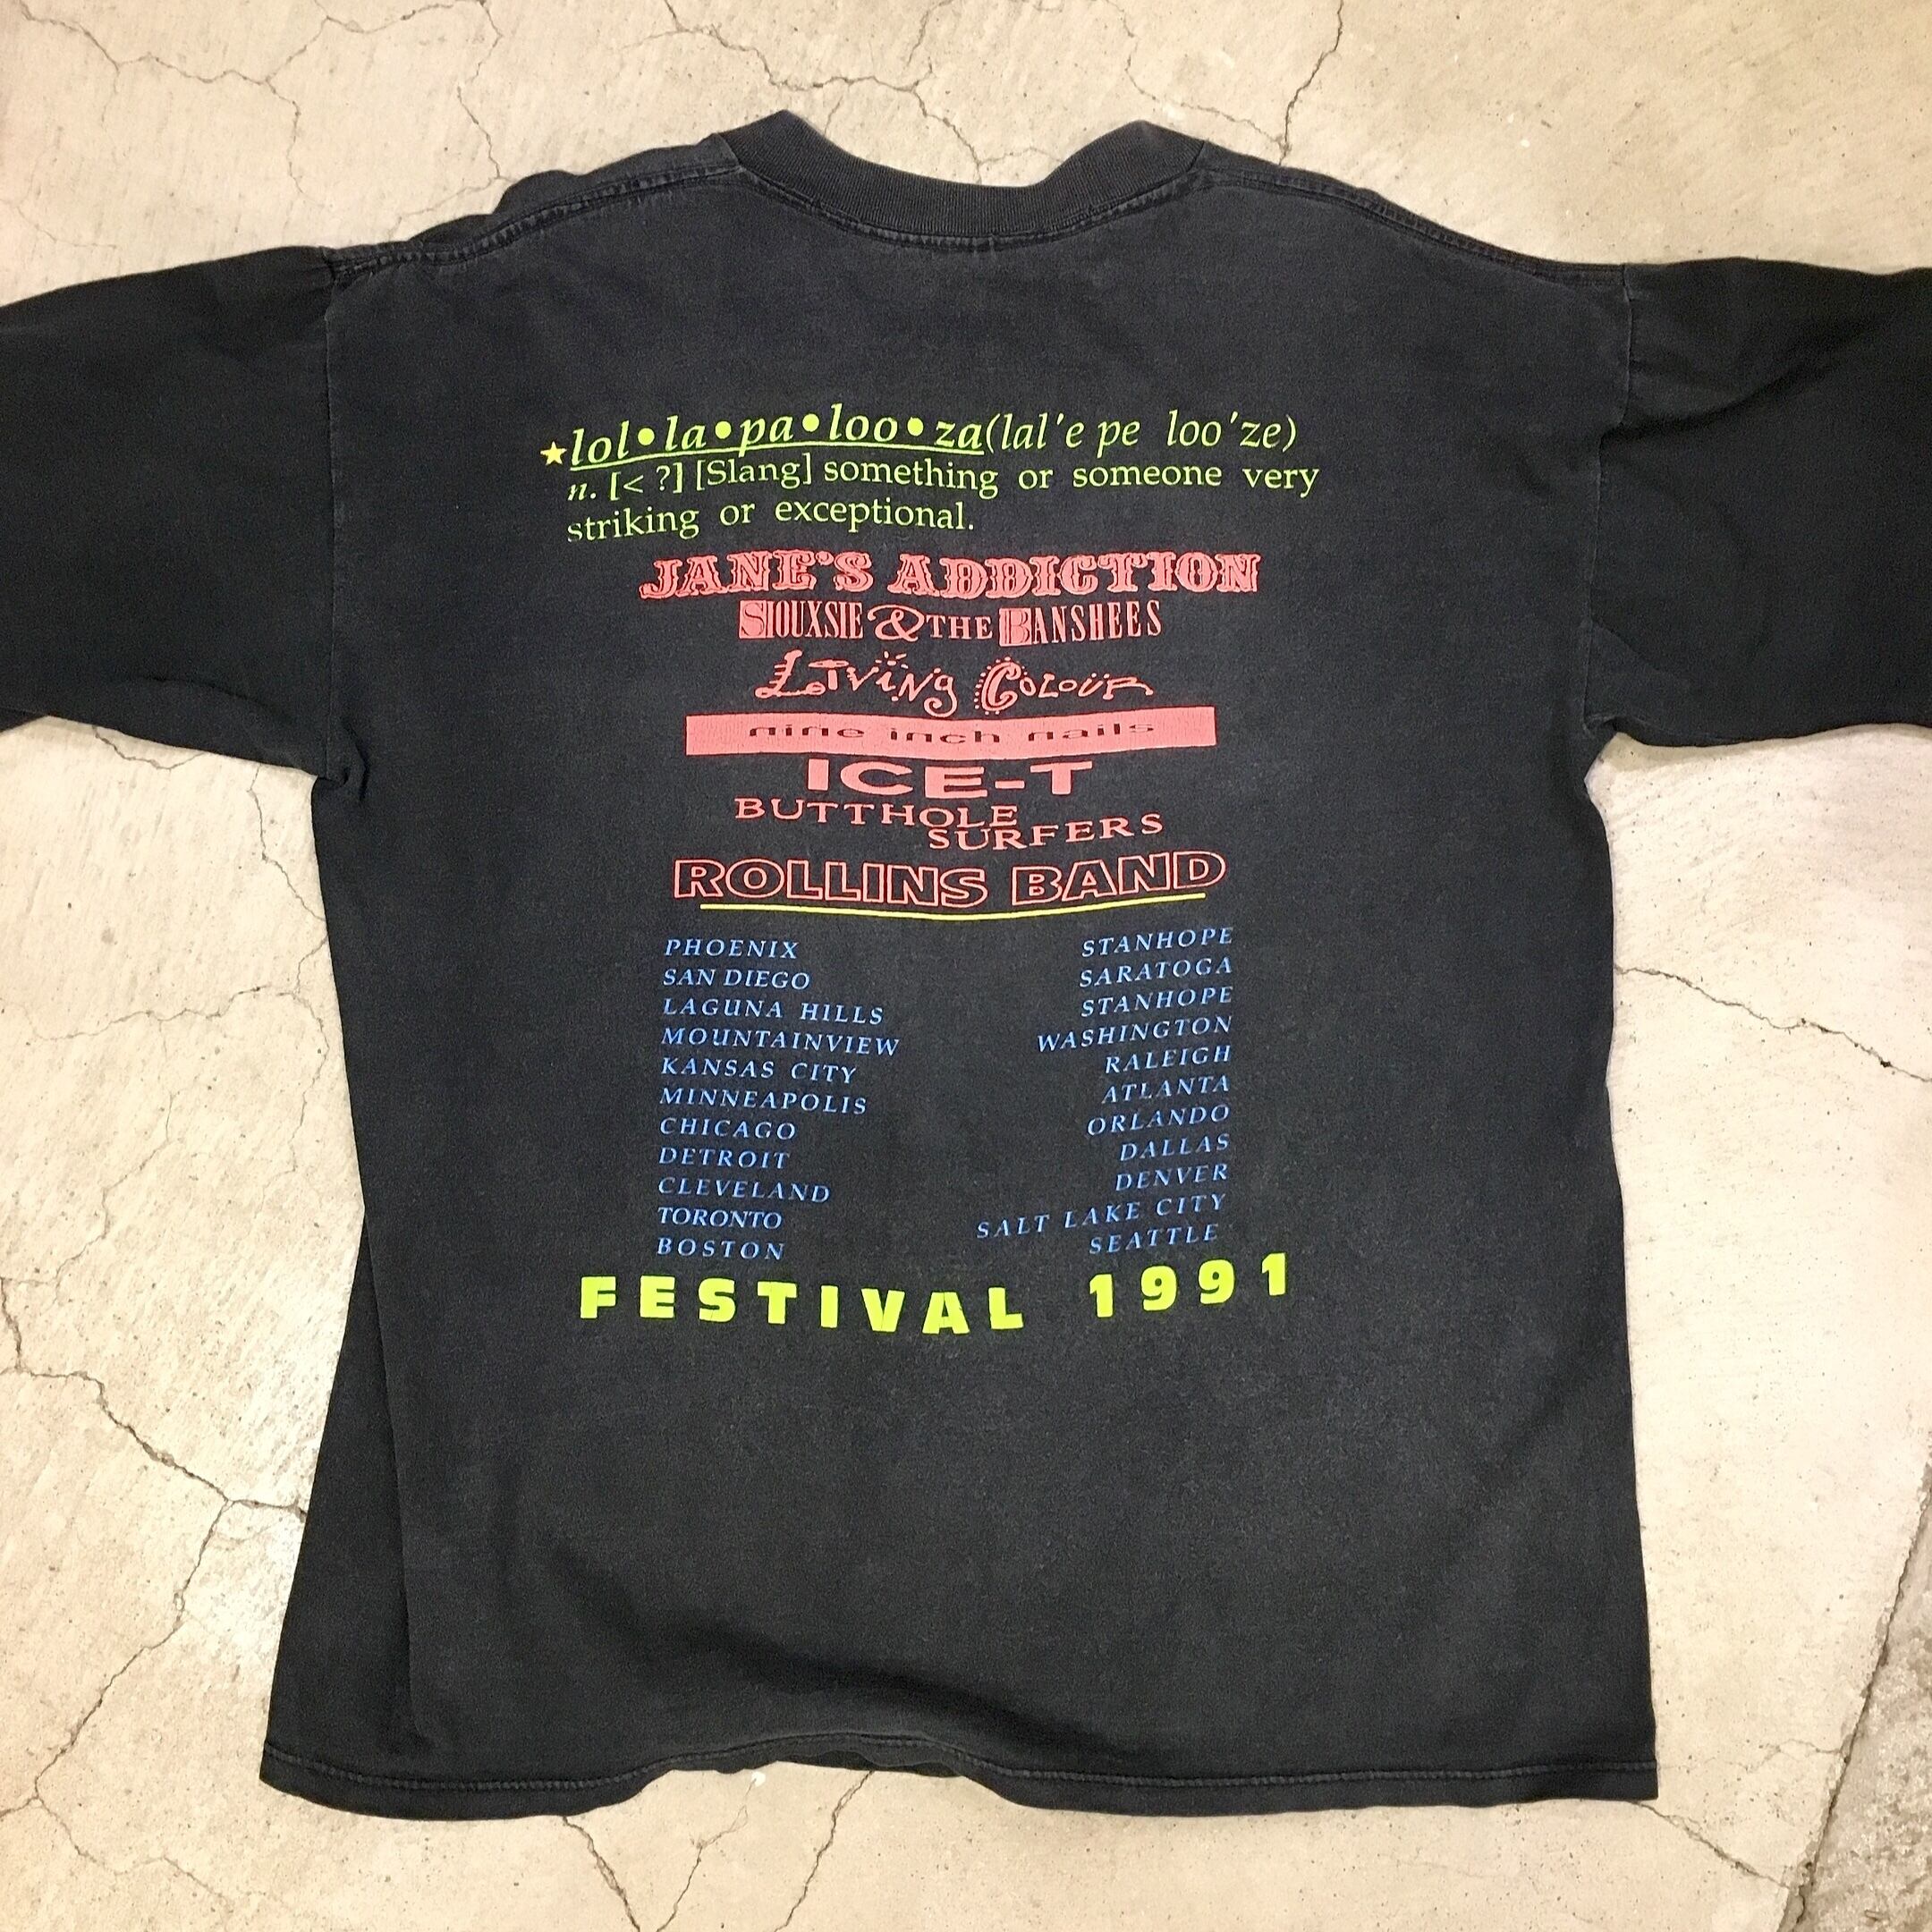 ★lol•la•pa•loo•za(lal'e pe loo'ze)
n. [< ?] [Slang] something or someone very
striking or exceptional.
JANE'S ADDICTION
SIOUXSIE & THE BANSHEES
LIVING COLOUR
nine inch nails
ICE-T
BUTTHOLE
SURFERS
ROLLINS BAND
PHOENIX
SAN DIEGO
LAGUNA HILLS
MOUNTAINVIEW
KANSAS CITY
MINNEAPOLIS
CHICAGO
DETROIT
CLEVELAND
TORONTO
BOSTON
STANHOPE
SARATOGA
STANHOPE
WASHINGTON
RALEIGH
ATLANTA
ORLANDO
DALLAS
DENVER
SALT LAKE CITY
SEATTLE
FESTIVAL 1991